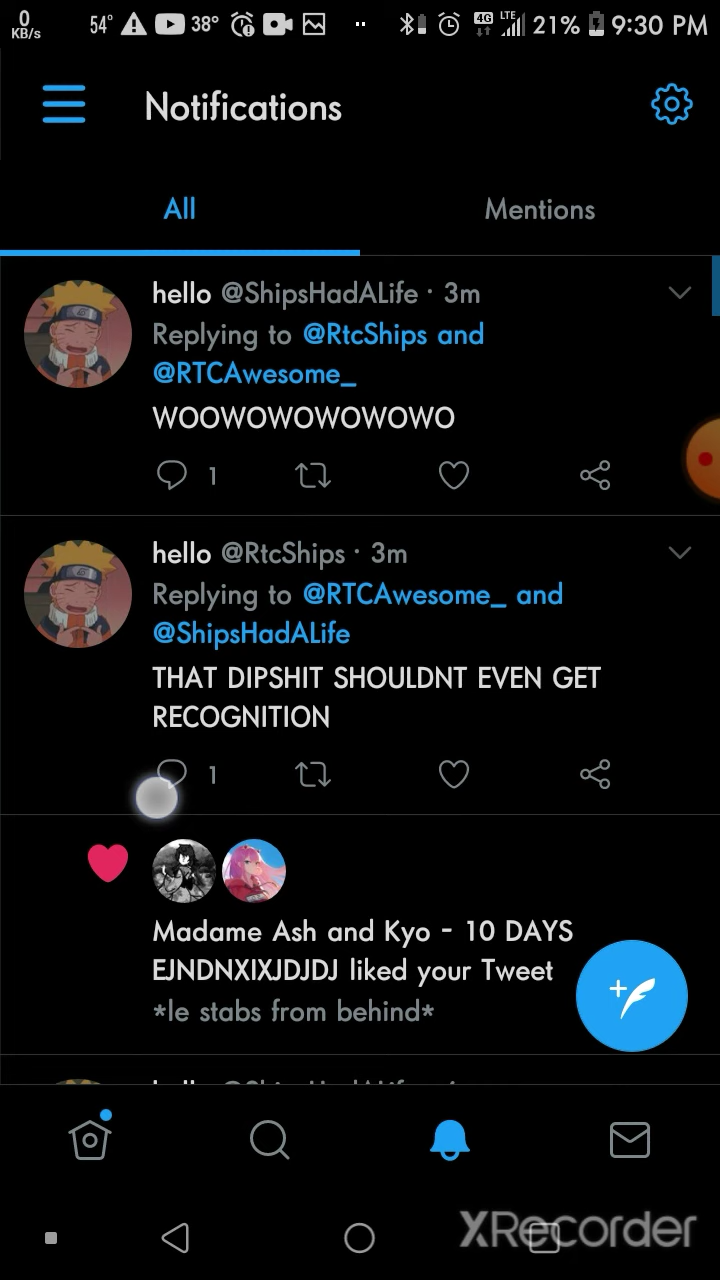 0
KB/s
54° 38° 4G LTE 21% 9:30 PM
Notifications
All
Mentions
hello @ShipsHadALife · 3m
Replying to @RtcShips and
@RTCAwesome_
WOOWOWOWOWOWO
1
hello @RtcShips · 3m
Replying to @RTCAwesome_ and
@ShipsHadALife
THAT DIPSHIT SHOULDNT EVEN GET
RECOGNITION
1
Madame Ash and Kyo - 10 DAYS
EJNDNXIXJDJDJ liked your Tweet
*le stabs from behind*
XRecorder